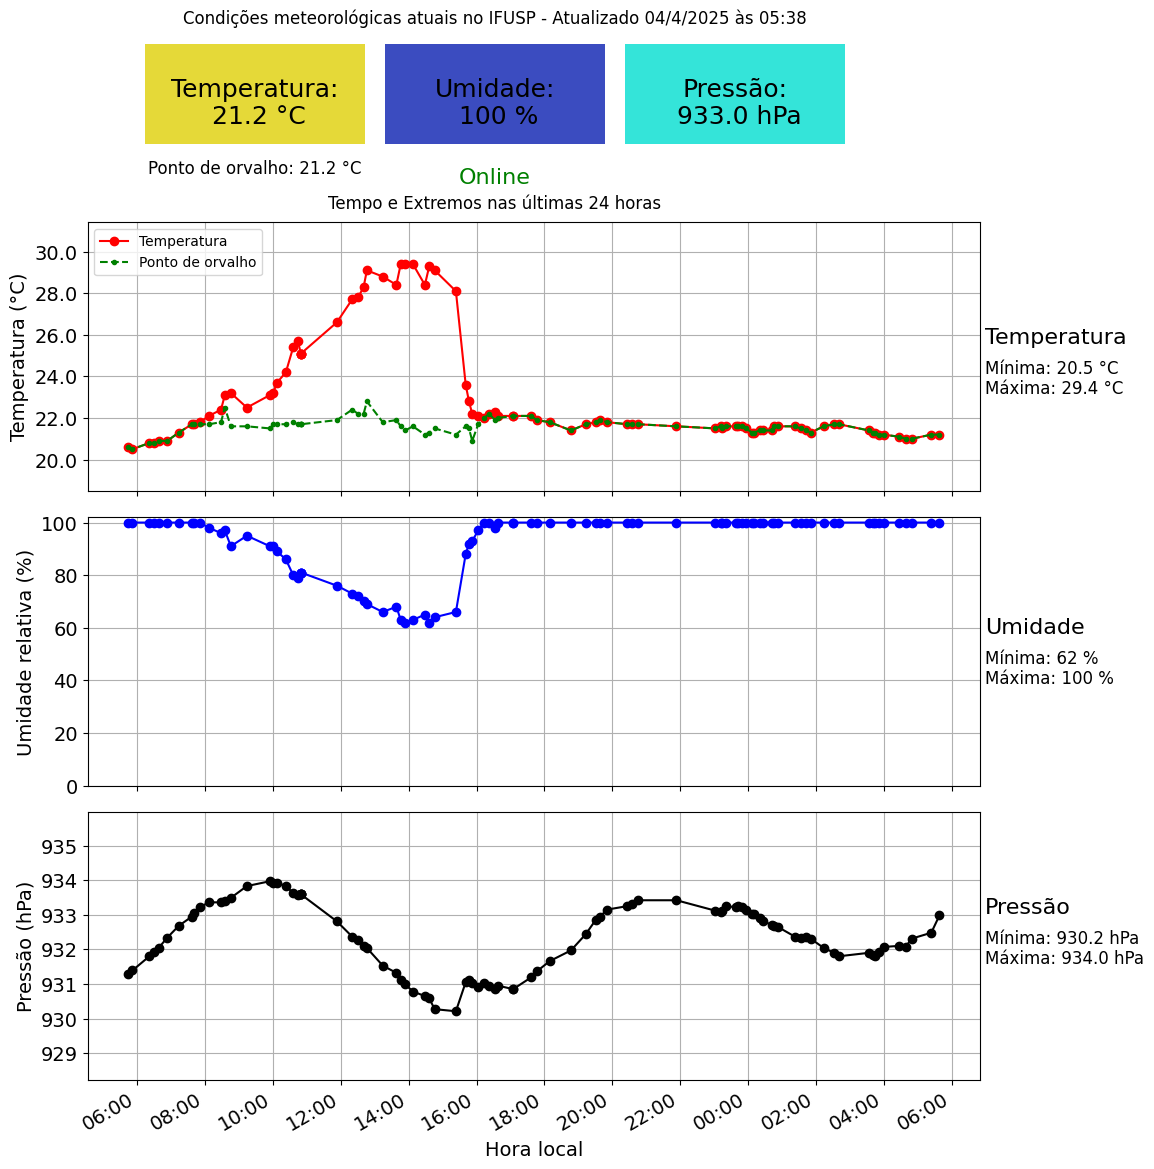 Condições meteorológicas atuais no IFUSP - Atualizado 04/4/2025 às 05:38
Temperatura:
21.2 °C
Umidade:
100 %
Pressão:
933.0 hPa
Ponto de orvalho: 21.2 °C
Online
Tempo e Extremos nas últimas 24 horas
Temperatura
Ponto de orvalho
Temperatura (°C)
30.0
28.0
26.0
24.0
22.0
20.0
Temperatura
Mínima: 20.5 °C
Máxima: 29.4 °C
Umidade relativa (%)
100
80
60
40
20
0
Umidade
Mínima: 62 %
Máxima: 100 %
Pressão (hPa)
935
934
933
932
931
930
929
Pressão
Mínima: 930.2 hPa
Máxima: 934.0 hPa
06:00 08:00 10:00 12:00 14:00 16:00 18:00 20:00 22:00 00:00 02:00 04:00 06:00
Hora local